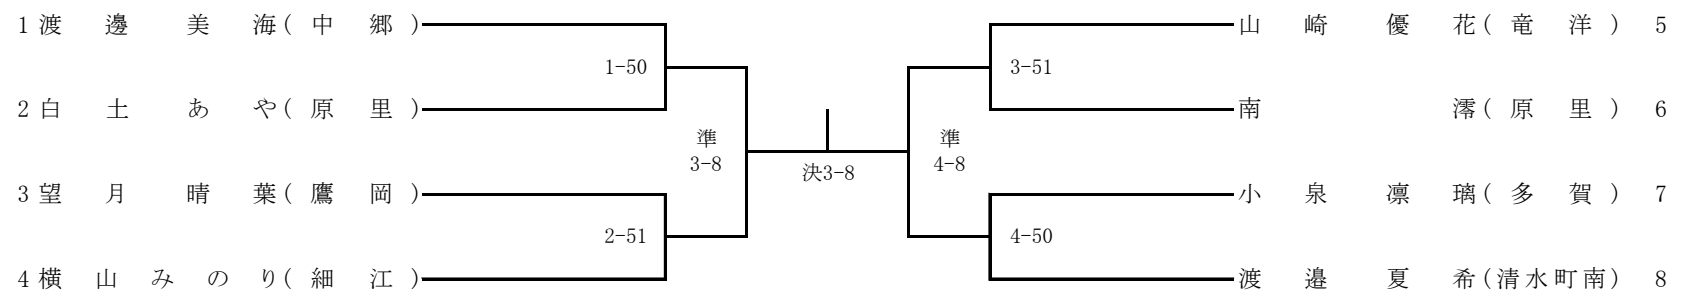 1 渡邊美海(中郷) 山崎優花(竜洋) 5
1-50 3-51
2 白土あや(原里) 南 澪(原里) 6
準 準
3-8 4-8
決3-8
3 望月晴葉(鷹岡) 小泉凛璃(多賀) 7
2-51 4-50
4 横山みのり(細江) 渡邉夏希(清水町南) 8